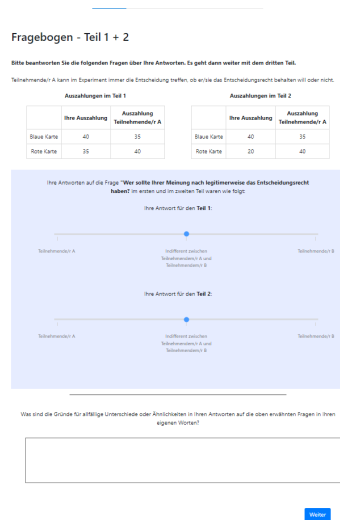 Fragebogen - Teil 1 + 2
Bitte beantworten Sie die folgenden Fragen über Ihre Antworten. Es geht dann weiter mit dem dritten Teil.
Teilnehmende/r A kann im Experiment immer die Entscheidung treffen, ob er/sie das Entscheidungsrecht behalten will oder nicht.
Auszahlungen im Teil 1
Ihre Auszahlung Auszahlung Teilnehmende/r A
Blaue Karte 40 35
Rote Karte 35 40
Auszahlungen im Teil 2
Ihre Auszahlung Auszahlung Teilnehmende/r A
Blaue Karte 40 35
Rote Karte 20 40
Ihre Antworten auf die Frage "Wer sollte Ihrer Meinung nach legitimerweise das Entscheidungsrecht
haben? im ersten und im zweiten Teil waren wie folgt:
Ihre Antwort für den Teil 1:
Teilnehmende/r A Indifferent zwischen Teilnehmendem/r A und Teilnehmendem/r B Teilnehmende/r B
Ihre Antwort für den Teil 2:
Teilnehmende/r A Indifferent zwischen Teilnehmendem/r A und Teilnehmendem/r B Teilnehmende/r B
Was sind die Gründe für allfällige Unterschiede oder Ähnlichkeiten in Ihren Antworten auf die oben erwähnten Fragen in Ihren
eigenen Worten?
Weiter